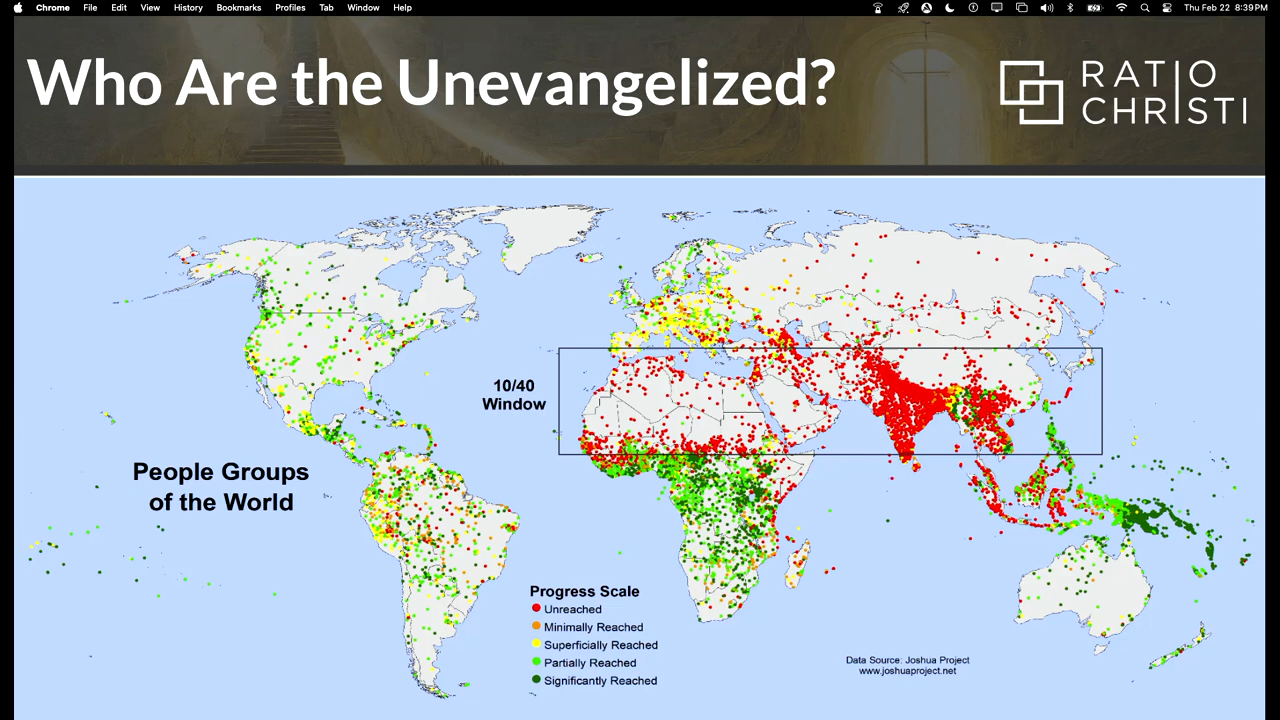 Chrome File Edit View History Bookmarks Profiles Tab Window Help Thu Feb 22 8:39 PM
Who Are the Unevangelized?
RATIO
CHRISTI
10/40
Window
People Groups
of the World
Progress Scale
Unreached
Minimally Reached
Superficially Reached
Partially Reached
Significantly Reached
Data Source: Joshua Project
www.joshuaproject.net